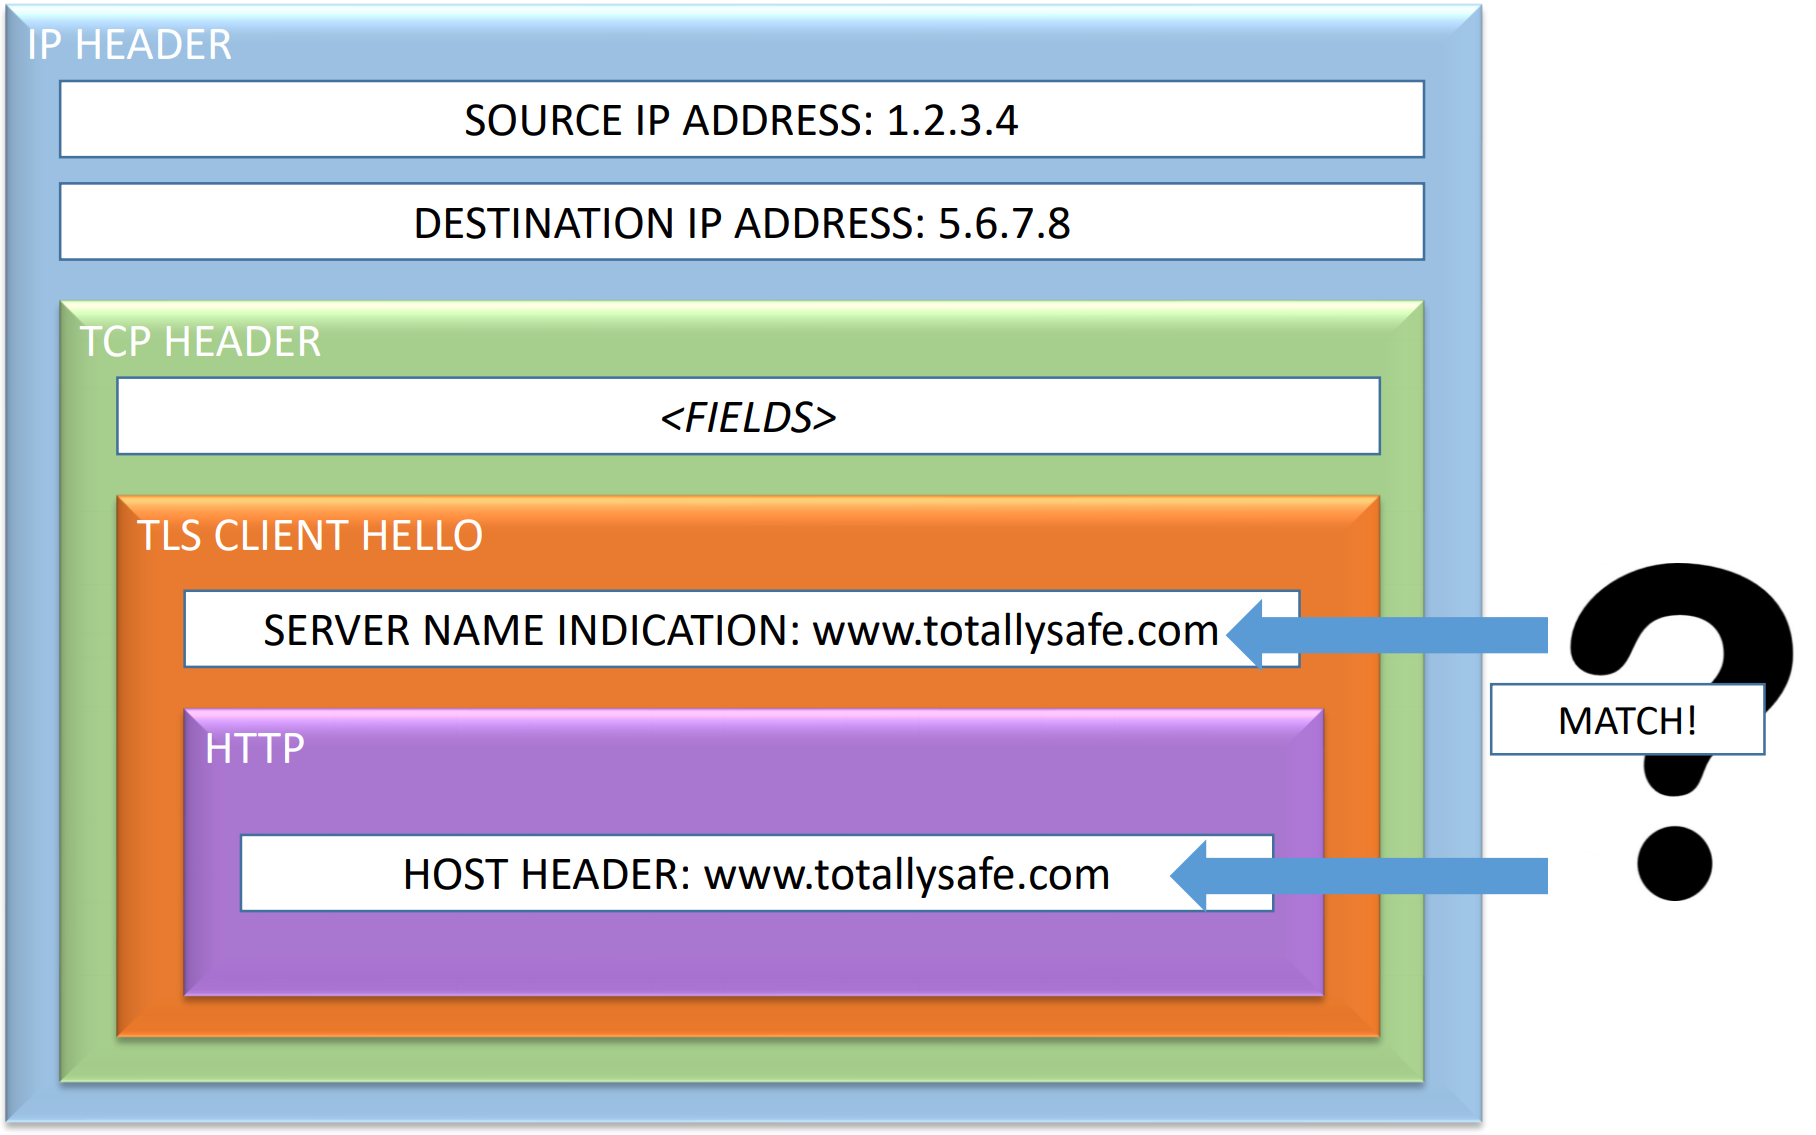 IP HEADER
SOURCE IP ADDRESS: 1.2.3.4
DESTINATION IP ADDRESS: 5.6.7.8
TCP HEADER
<FIELDS>
TLS CLIENT HELLO
SERVER NAME INDICATION: www.totallysafe.com
MATCH!
HTTP
HOST HEADER: www.totallysafe.com
?